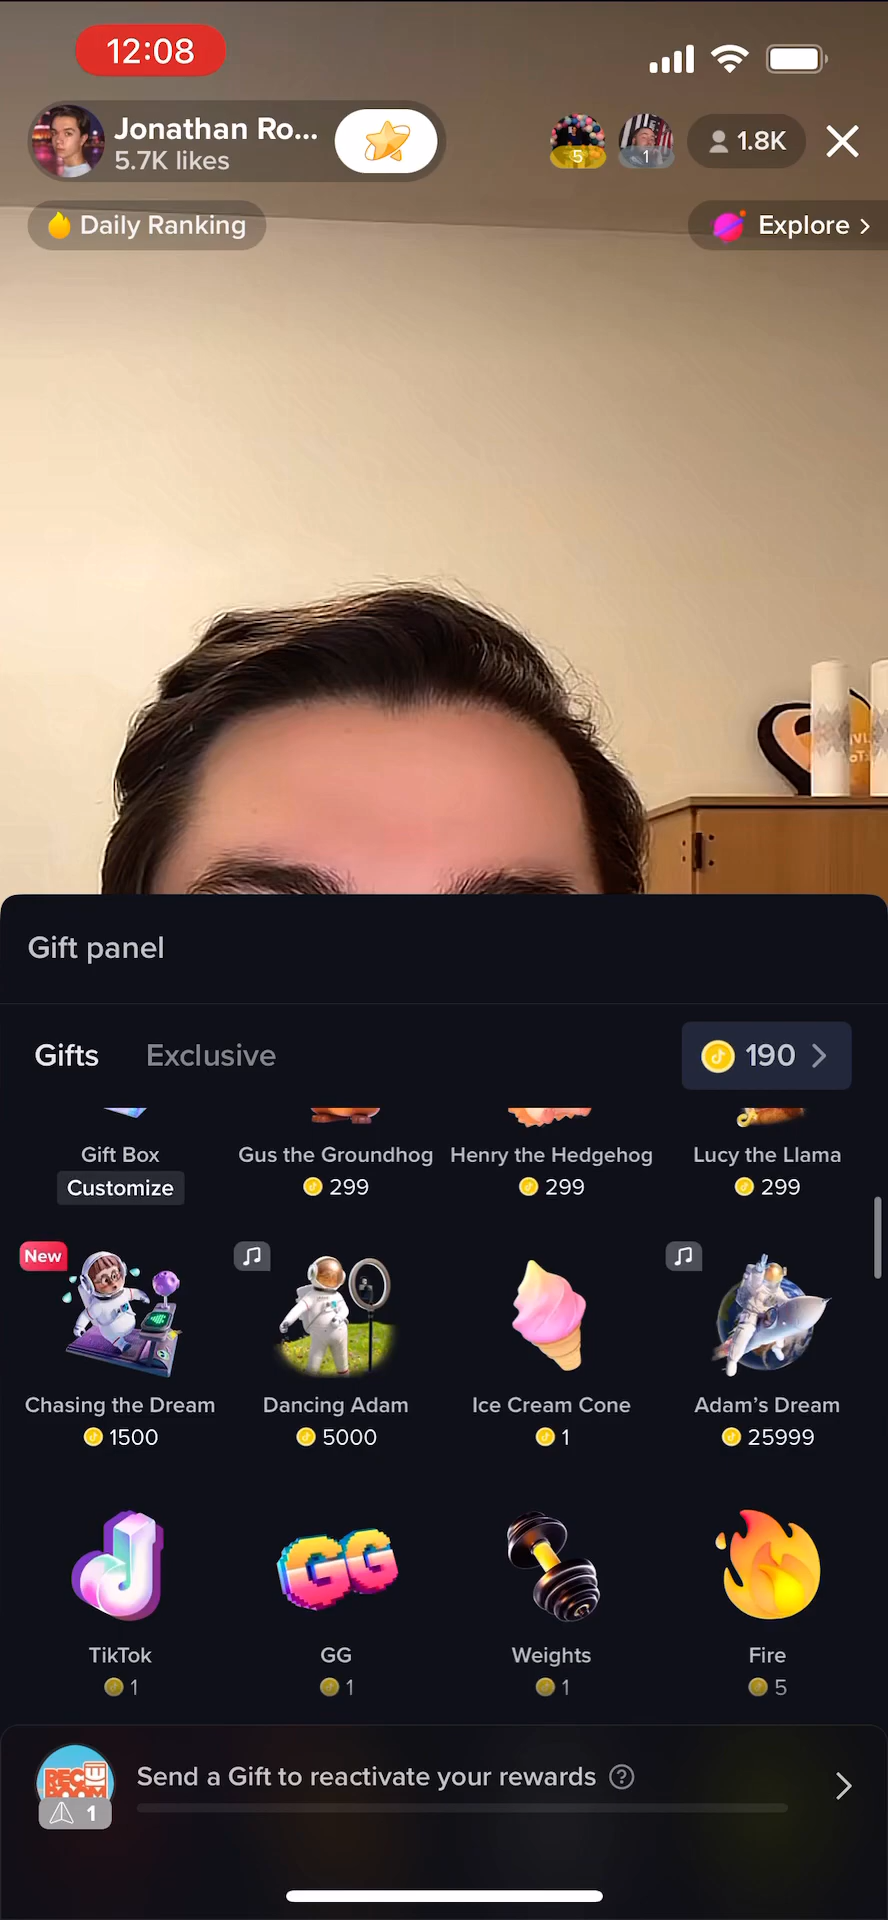 12:08
Jonathan Ro...
5.7K likes
5
1
1.8K
Daily Ranking
Explore >
Gift panel
Gifts
Exclusive
190
Gift Box
Customize
Gus the Groundhog
299
Henry the Hedgehog
299
Lucy the Llama
299
New
Chasing the Dream
1500
Dancing Adam
5000
Ice Cream Cone
1
Adam's Dream
25999
GG
TikTok
1
GG
1
Weights
1
Fire
5
REC
ROOM
1
Send a Gift to reactivate your rewards ?